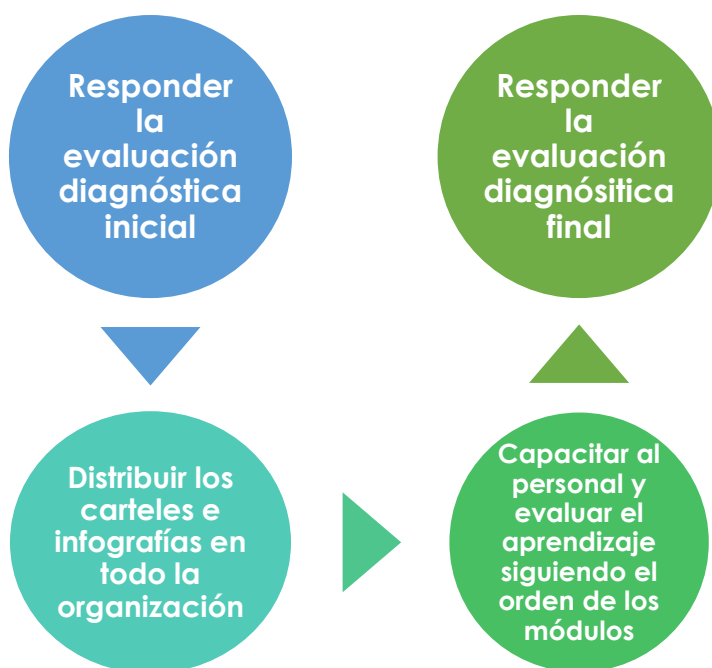 Responder
la
evaluación
diagnóstica
inicial
Distribuir los
carteles e
infografías en
todo la
organización
Capacitar al
personal y
evaluar el
aprendizaje
siguiendo el
orden de los
módulos
Responder
la
evaluación
diagnósitica
final